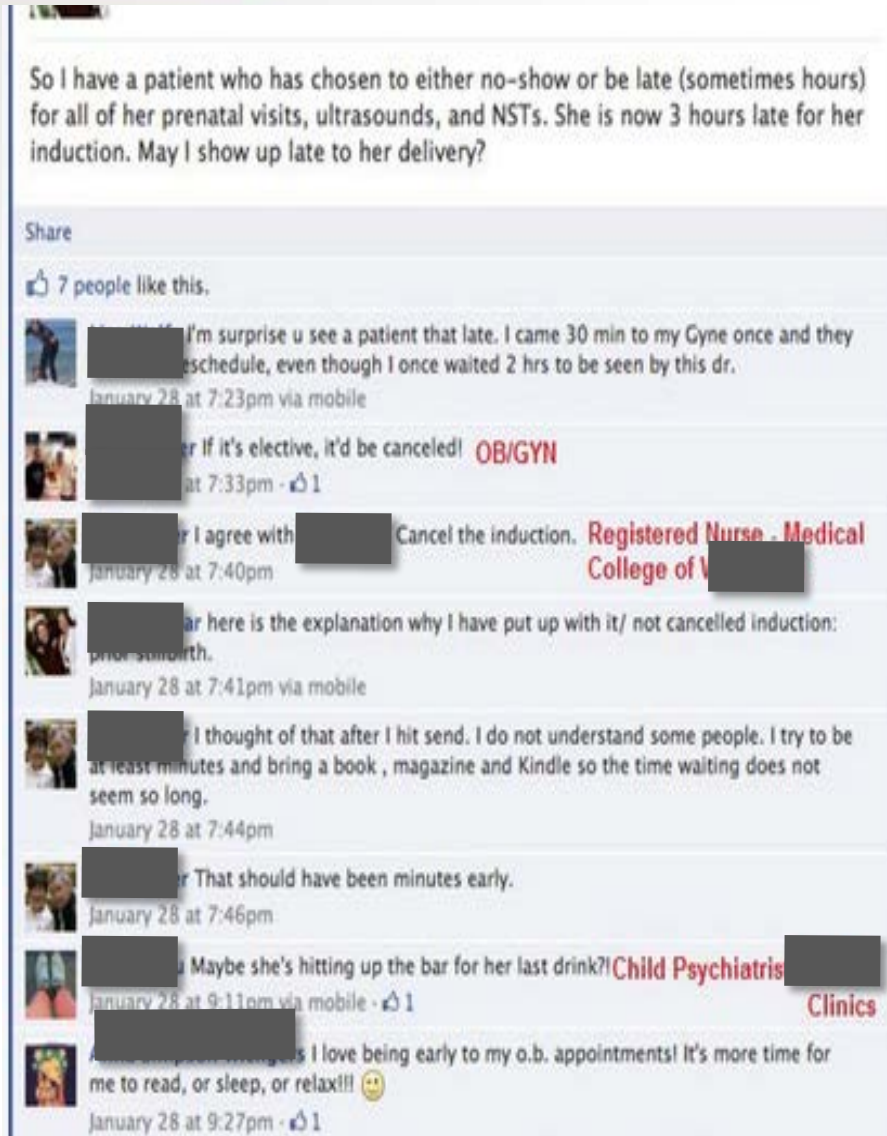 So I have a patient who has chosen to either no-show or be late (sometimes hours)
for all of her prenatal visits, ultrasounds, and NSTs. She is now 3 hours late for her
induction. May I show up late to her delivery?
Share
7 people like this.
I'm surprise u see a patient that late. I came 30 min to my Gyne once and they
eschedule, even though I once waited 2 hrs to be seen by this dr.
January 28 at 7:23pm via mobile
r If it's elective, it'd be canceled! OB/GYN
at 7:33pm · 1
r I agree with Cancel the induction. Registered Nurse - Medical
January 28 at 7:40pm College of
ar here is the explanation why I have put up with it/ not cancelled induction:
prior stillbirth.
January 28 at 7:41pm via mobile
I thought of that after I hit send. I do not understand some people. I try to be
at least minutes and bring a book , magazine and Kindle so the time waiting does not
seem so long.
January 28 at 7:44pm
r That should have been minutes early.
January 28 at 7:46pm
Maybe she's hitting up the bar for her last drink?! Child Psychiatris
January 28 at 9:11pm via mobile · 1 Clinics
s I love being early to my o.b. appointments! It's more time for
me to read, or sleep, or relax!!!
January 28 at 9:27pm · 1